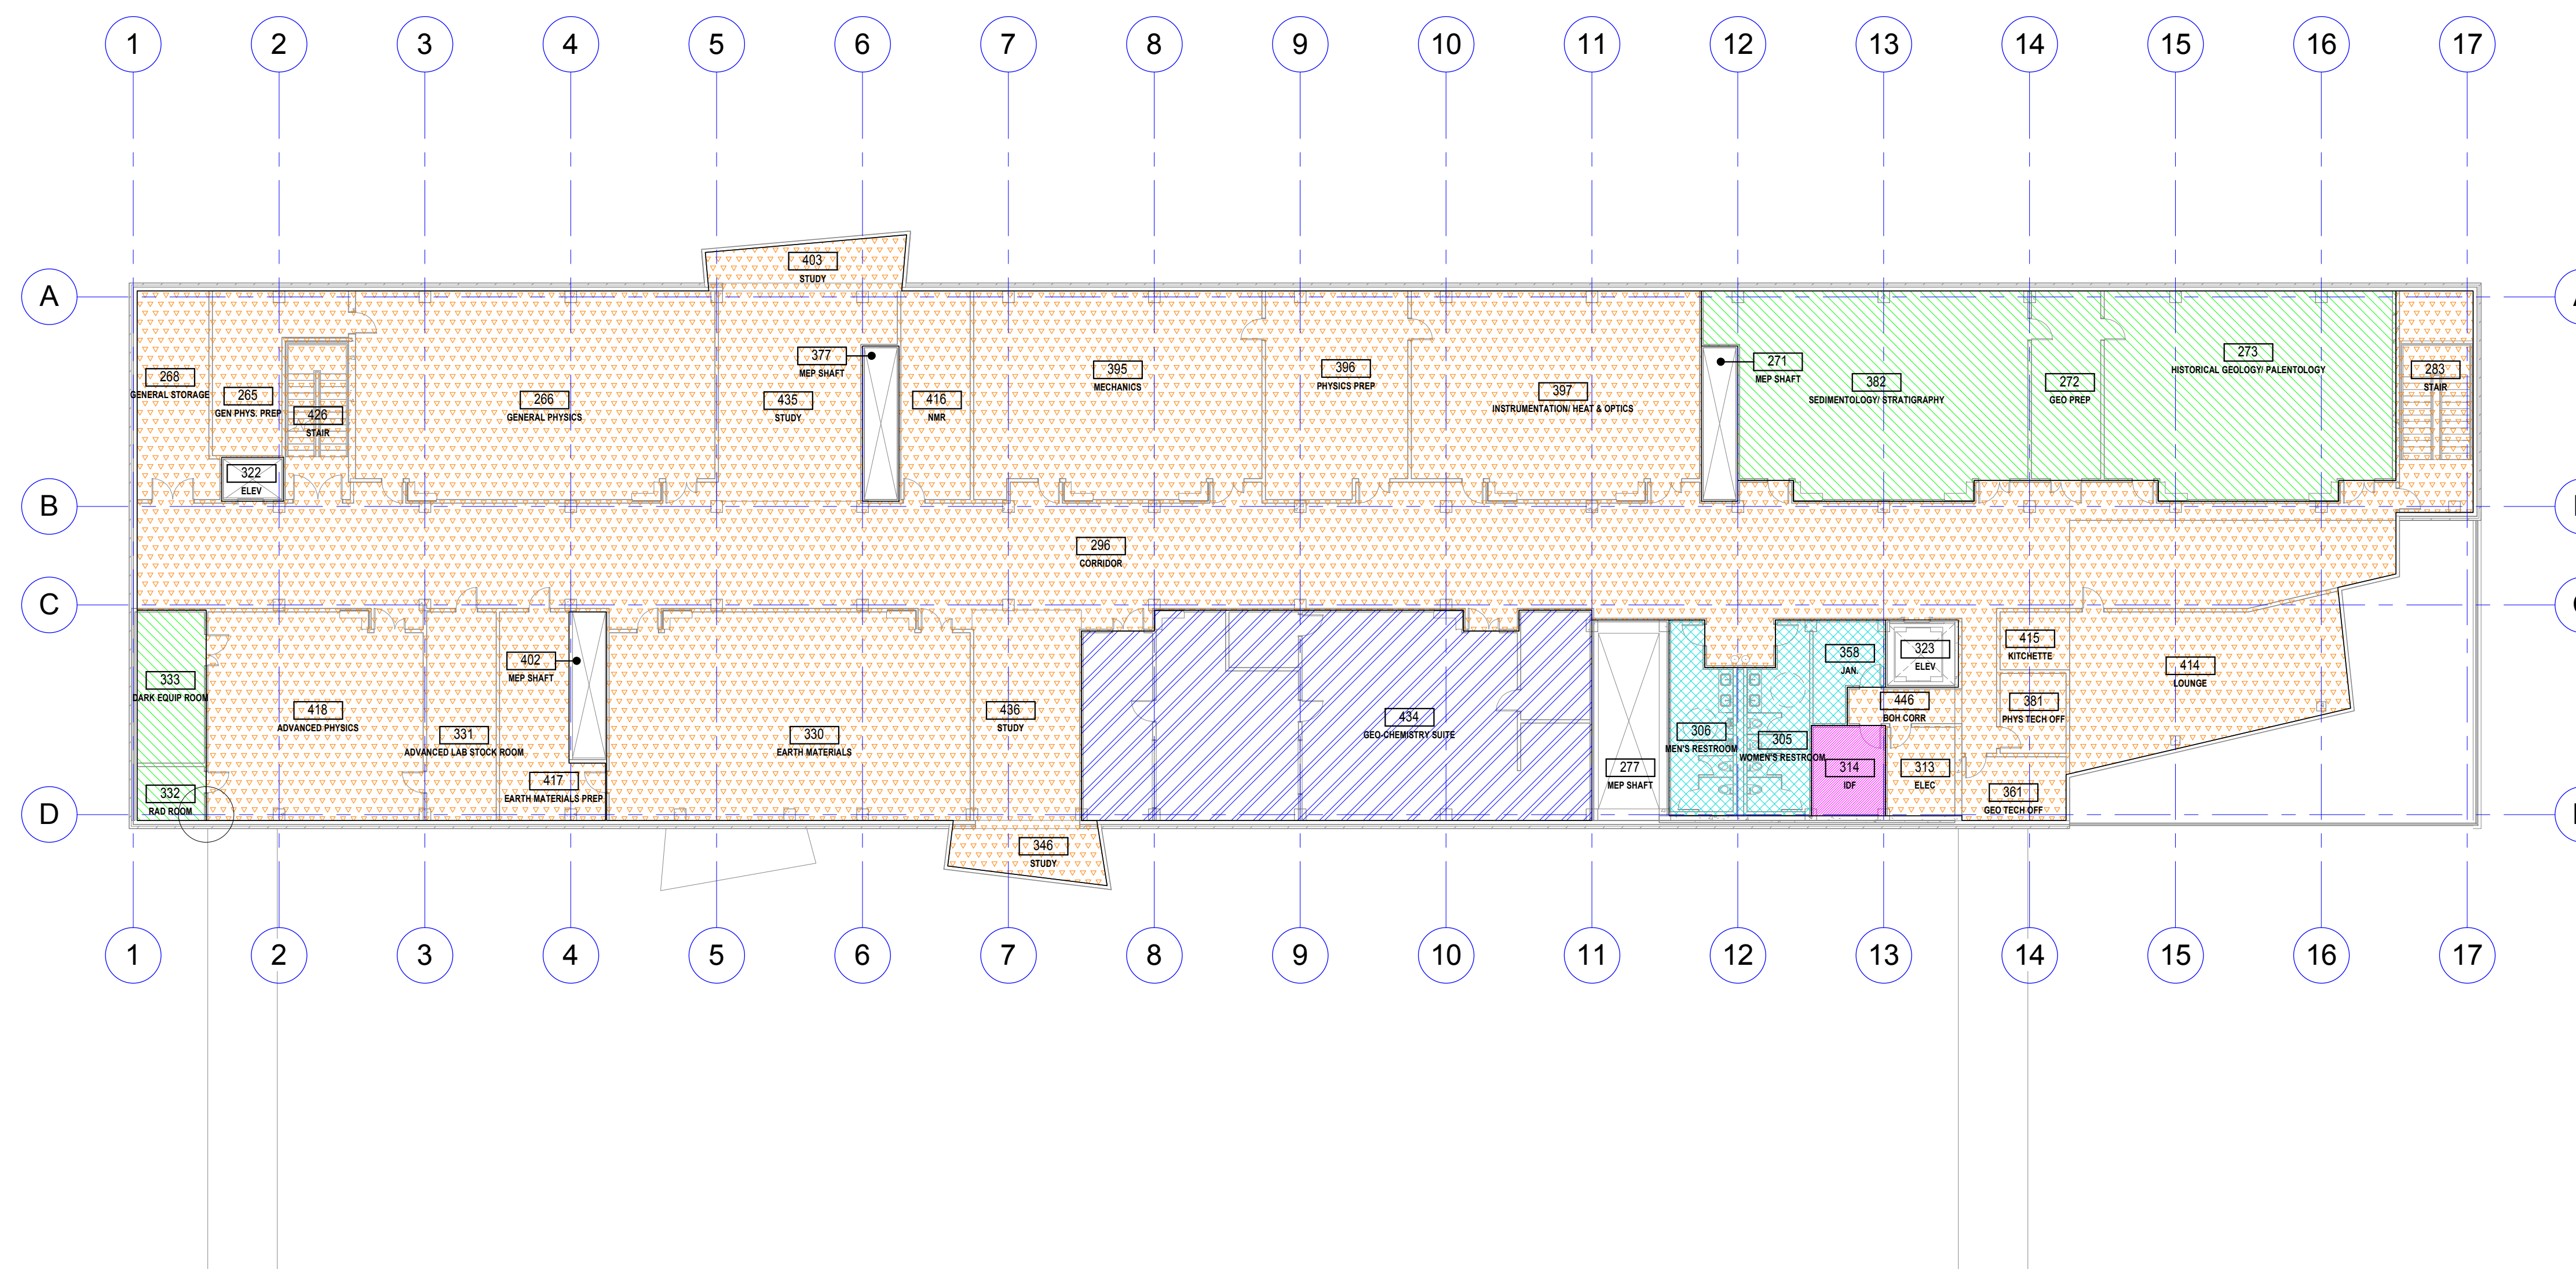 1 2 3 4 5 6 7 8 9 10 11 12 13 14 15 16 17
A
403
STUDY
377
MEP SHAFT
271
MEP SHAFT
268
GENERAL STORAGE
265
GEN PHYS. PREP
426
STAIR
266
GENERAL PHYSICS
435
STUDY
416
NMR
395
MECHANICS
396
PHYSICS PREP
397
INSTRUMENTATION/ HEAT & OPTICS
382
SEDIMENTOLOGY/ STRATIGRAPHY
272
GEO PREP
273
HISTORICAL GEOLOGY/ PALENTOLOGY
283
STAIR
322
ELEV
B
296
CORRIDOR
C
333
DARK EQUIP ROOM
418
ADVANCED PHYSICS
331
ADVANCED LAB STOCK ROOM
402
MEP SHAFT
417
EARTH MATERIALS PREP
330
EARTH MATERIALS
436
STUDY
434
GEO-CHEMISTRY SUITE
277
MEP SHAFT
306
MEN'S RESTROOM
305
WOMEN'S RESTROOM
358
JAN.
323
ELEV
446
BOH CORR
314
IDF
313
ELEC
415
KITCHETTE
381
PHYS TECH OFF
361
GEO TECH OFF
414
LOUNGE
332
RAD ROOM
D
346
STUDY
1 2 3 4 5 6 7 8 9 10 11 12 13 14 15 16 17